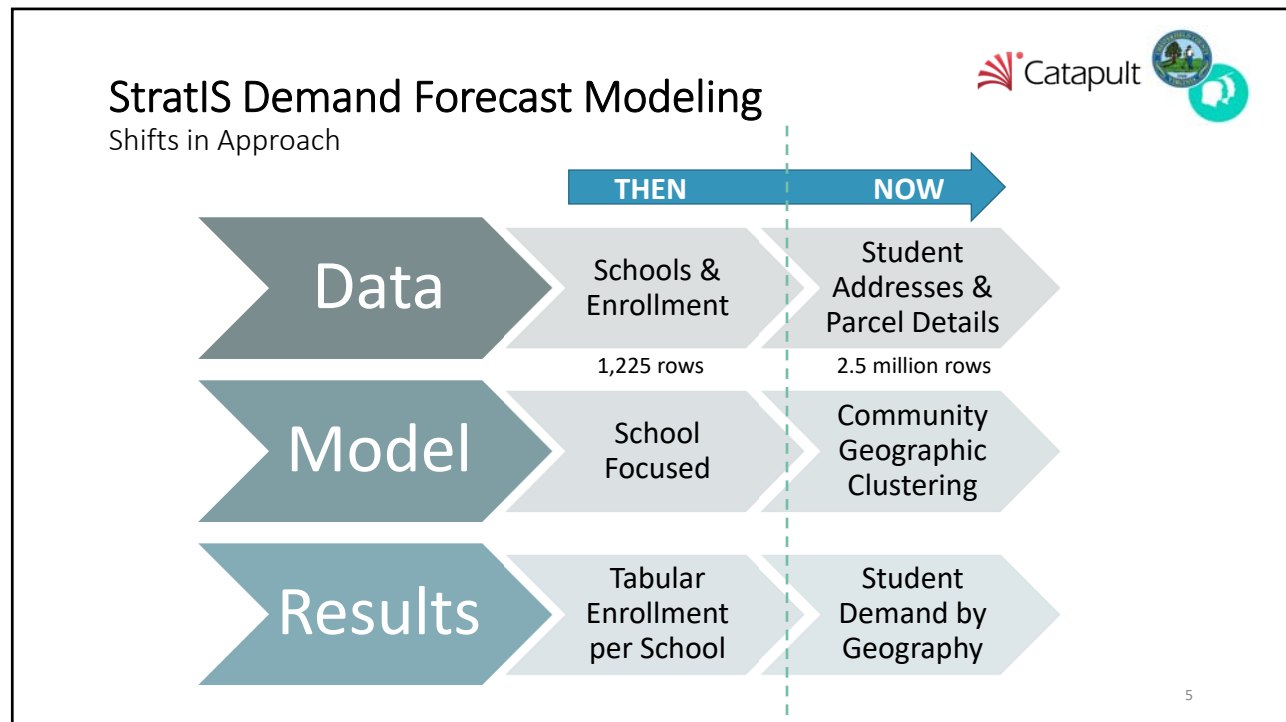 StratIS Demand Forecast Modeling
Shifts in Approach
Catapult
THEN
NOW
Data
Schools &
Enrollment
Student
Addresses &
Parcel Details
1,225 rows
2.5 million rows
Model
School
Focused
Community
Geographic
Clustering
Results
Tabular
Enrollment
per School
Student
Demand by
Geography
5